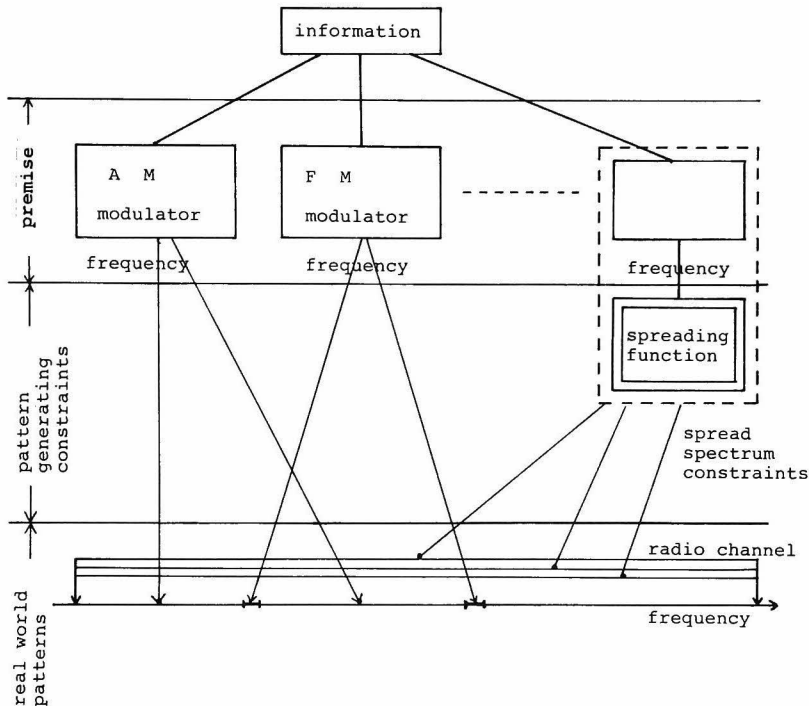 information
premise
A M
modulator
F M
modulator
frequency
frequency
frequency
pattern
generating
constraints
spreading
function
spread
spectrum
constraints
real world
patterns
radio channel
frequency